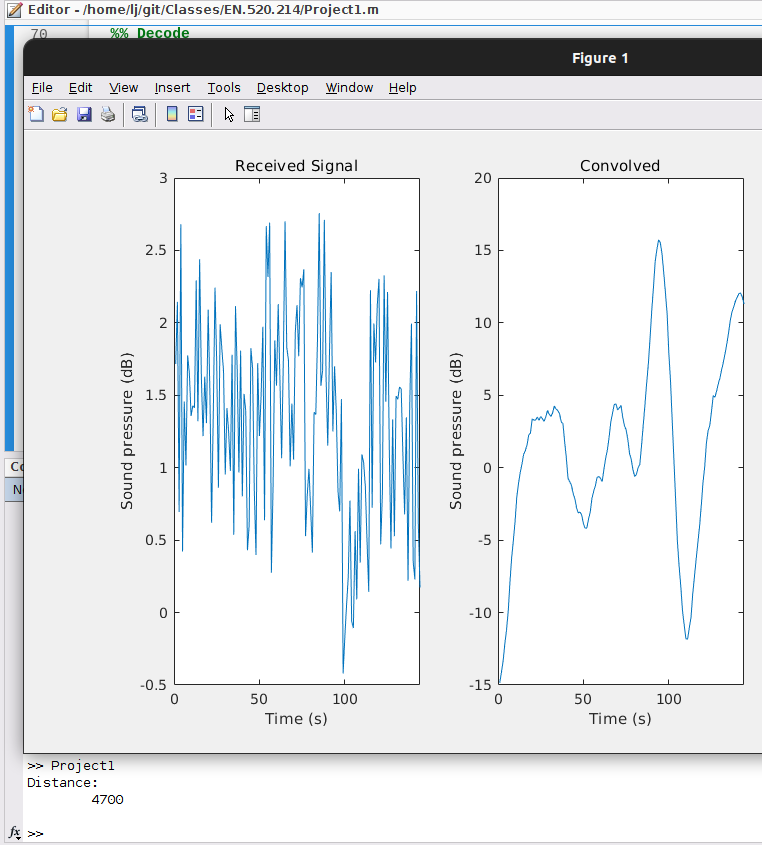 Editor - /home/lj/git/Classes/EN.520.214/Project1.m
70 %% Decode
Figure 1
File Edit View Insert Tools Desktop Window Help
Received Signal
3
2.5
2
1.5
1
0.5
0
-0.5
Sound pressure (dB)
0 50 100
Time (s)
Convolved
20
15
10
5
0
-5
-10
-15
Sound pressure (dB)
0 50 100
Time (s)
Co
Ne
>> Project1
Distance:
4700
fx >>